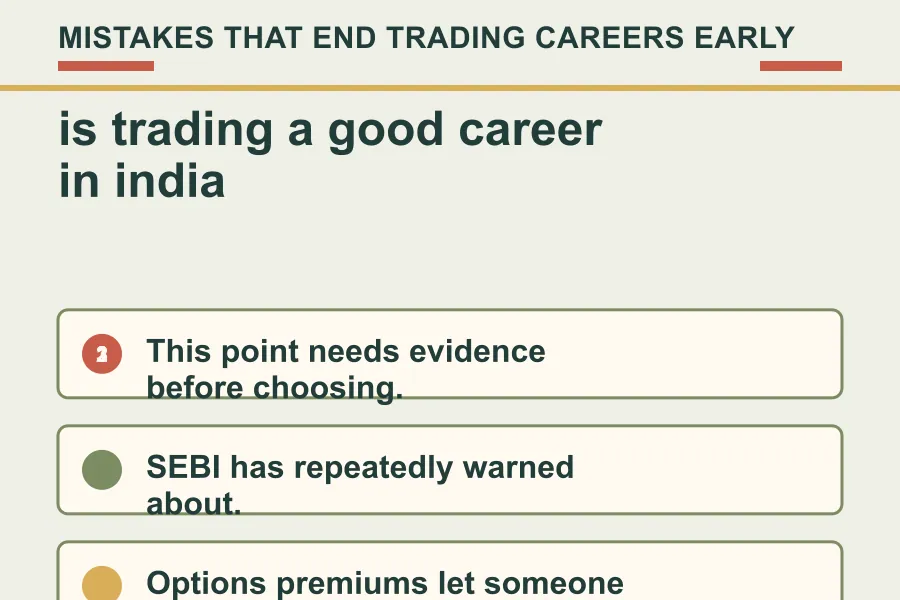 MISTAKES THAT END TRADING CAREERS EARLY
is trading a good career
in india
This point needs evidence
before choosing.
SEBI has repeatedly warned
about.
Options premiums let someone